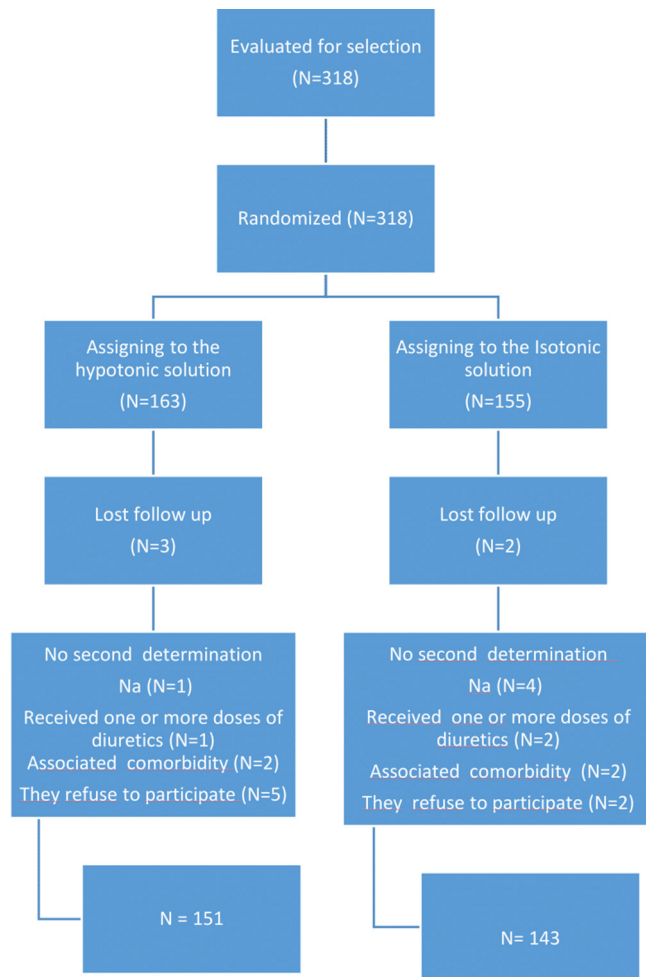 Evaluated for selection
(N=318)
Randomized (N=318)
Assigning to the
hypotonic solution
(N=163)
Assigning to the Isotonic
solution
(N=155)
Lost follow up
(N=3)
Lost follow up
(N=2)
No second determination
Na (N=1)
Received one or more doses of
diuretics (N=1)
Associated comorbidity (N=2)
They refuse to participate (N=5)
No second determination
Na (N=4)
Received one or more doses of
diuretics (N=2)
Associated comorbidity (N=2)
They refuse to participate (N=2)
N = 151
N= 143